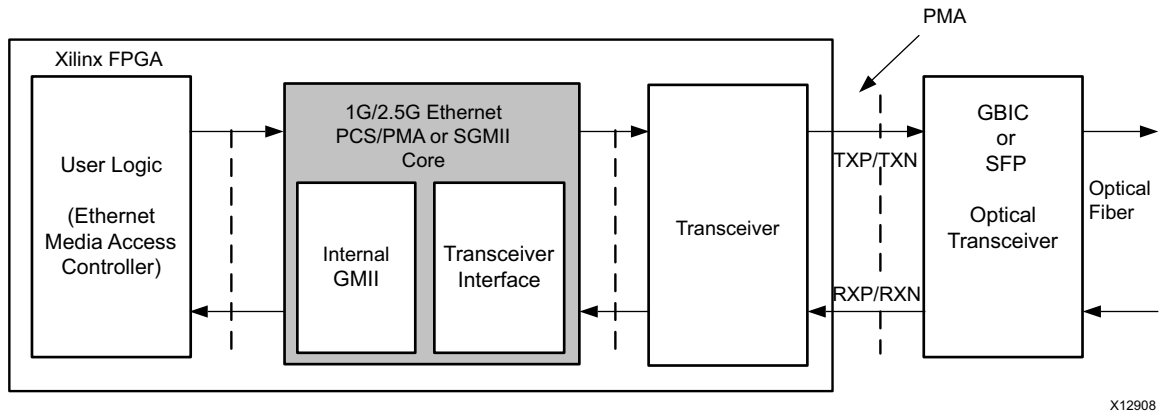 PMA
Xilinx FPGA
User Logic
(Ethernet
Media Access
Controller)
1G/2.5G Ethernet
PCS/PMA or SGMII
Core
Internal
GMII
Transceiver
Interface
Transceiver
TXP/TXN
RXP/RXN
GBIC
or
SFP
Optical
Transceiver
Optical
Fiber
X12908